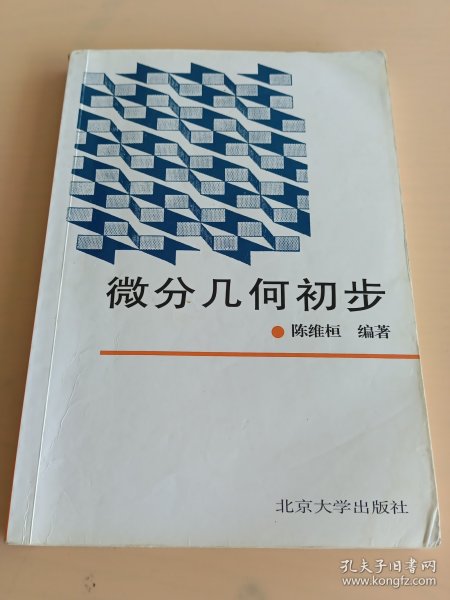 微分几何初步
陈维桓 编著
北京大学出版社
孔夫子旧书网
www.kongfz.com